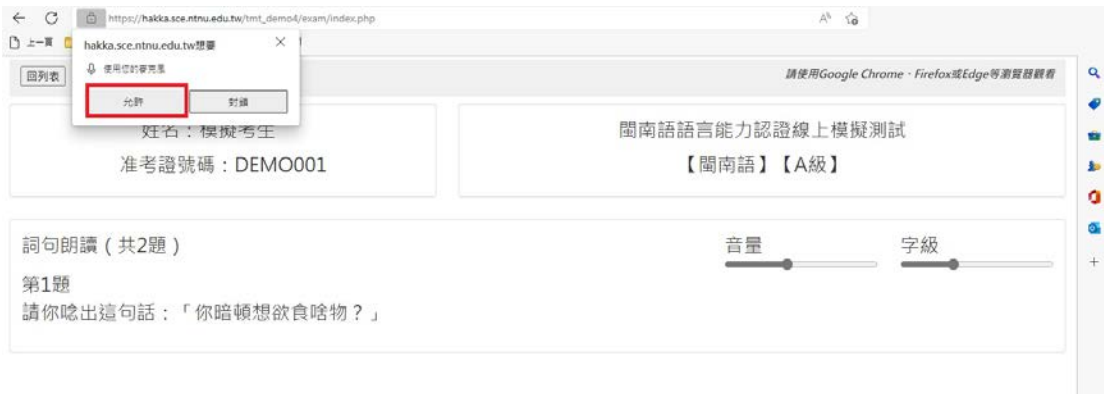 https://hakka.sce.ntnu.edu.tw/tmt_demo4/exam/index.php
上一頁
hakka.sce.ntnu.edu.tw想要
使用您的麥克風
允許
封鎖
回列表
請使用Google Chrome、Firefox或Edge等瀏覽器觀看
姓名：模擬考生
准考證號碼：DEMO001
閩南語語言能力認證線上模擬測試
【閩南語】【A級】
詞句朗讀（共2題）
音量
字級
第1題
請你唸出這句話：「你暗頓想欲食啥物？」